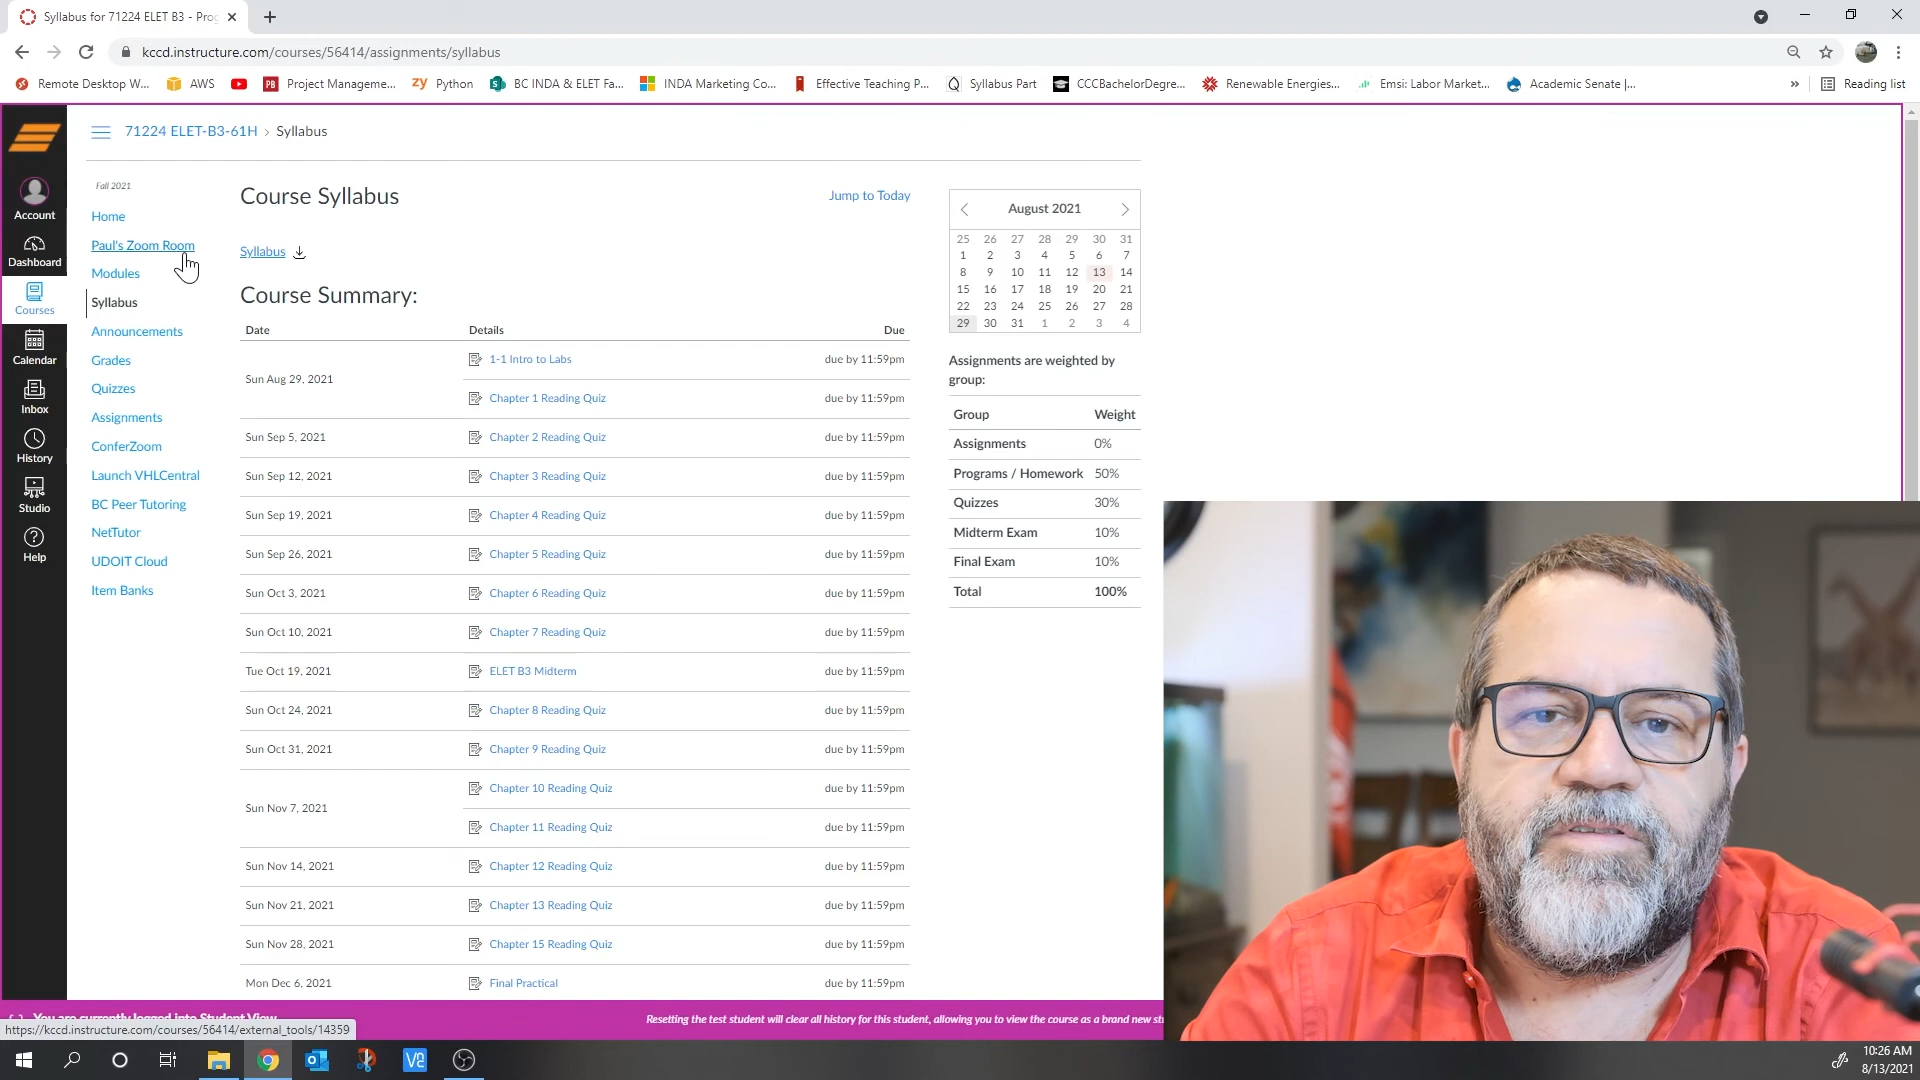 Syllabus for 71224 ELET B3 - Prog
kccd.instructure.com/courses/56414/assignments/syllabus
Remote Desktop W...
AWS
PB
Project Manageme...
zy
Python
S
BC INDA & ELET Fa...
INDA Marketing Co...
Effective Teaching P...
Syllabus Part
CCCBachelorDegree...
Renewable Energies...
Emsi: Labor Market...
Academic Senate |...
»
Reading list
71224 ELET-B3-61H › Syllabus
Account
Dashboard
Courses
Calendar
Inbox
History
Studio
Help
Fall 2021
Home
Paul's Zoom Room
Modules
Syllabus
Announcements
Grades
Quizzes
Assignments
ConferZoom
Launch VHLCentral
BC Peer Tutoring
NetTutor
UDOIT Cloud
Item Banks
Course Syllabus
Jump to Today
Syllabus
Course Summary:
Date Details Due
Sun Aug 29, 2021
1-1 Intro to Labs due by 11:59pm
Chapter 1 Reading Quiz due by 11:59pm
Sun Sep 5, 2021 Chapter 2 Reading Quiz due by 11:59pm
Sun Sep 12, 2021 Chapter 3 Reading Quiz due by 11:59pm
Sun Sep 19, 2021 Chapter 4 Reading Quiz due by 11:59pm
Sun Sep 26, 2021 Chapter 5 Reading Quiz due by 11:59pm
Sun Oct 3, 2021 Chapter 6 Reading Quiz due by 11:59pm
Sun Oct 10, 2021 Chapter 7 Reading Quiz due by 11:59pm
Tue Oct 19, 2021 ELET B3 Midterm due by 11:59pm
Sun Oct 24, 2021 Chapter 8 Reading Quiz due by 11:59pm
Sun Oct 31, 2021 Chapter 9 Reading Quiz due by 11:59pm
Sun Nov 7, 2021
Chapter 10 Reading Quiz due by 11:59pm
Chapter 11 Reading Quiz due by 11:59pm
Sun Nov 14, 2021 Chapter 12 Reading Quiz due by 11:59pm
Sun Nov 21, 2021 Chapter 13 Reading Quiz due by 11:59pm
Sun Nov 28, 2021 Chapter 15 Reading Quiz due by 11:59pm
Mon Dec 6, 2021 Final Practical due by 11:59pm
August 2021
25 26 27 28 29 30 31
1 2 3 4 5 6 7
8 9 10 11 12 13 14
15 16 17 18 19 20 21
22 23 24 25 26 27 28
29 30 31 1 2 3 4
Assignments are weighted by
group:
Group Weight
Assignments 0%
Programs / Homework 50%
Quizzes 30%
Midterm Exam 10%
Final Exam 10%
Total 100%
You are currently logged into Student View
Resetting the test student will clear all history for this student, allowing you to view the course as a brand new
https://kccd.instructure.com/courses/56414/external_tools/14359
10:26 AM
8/13/2021